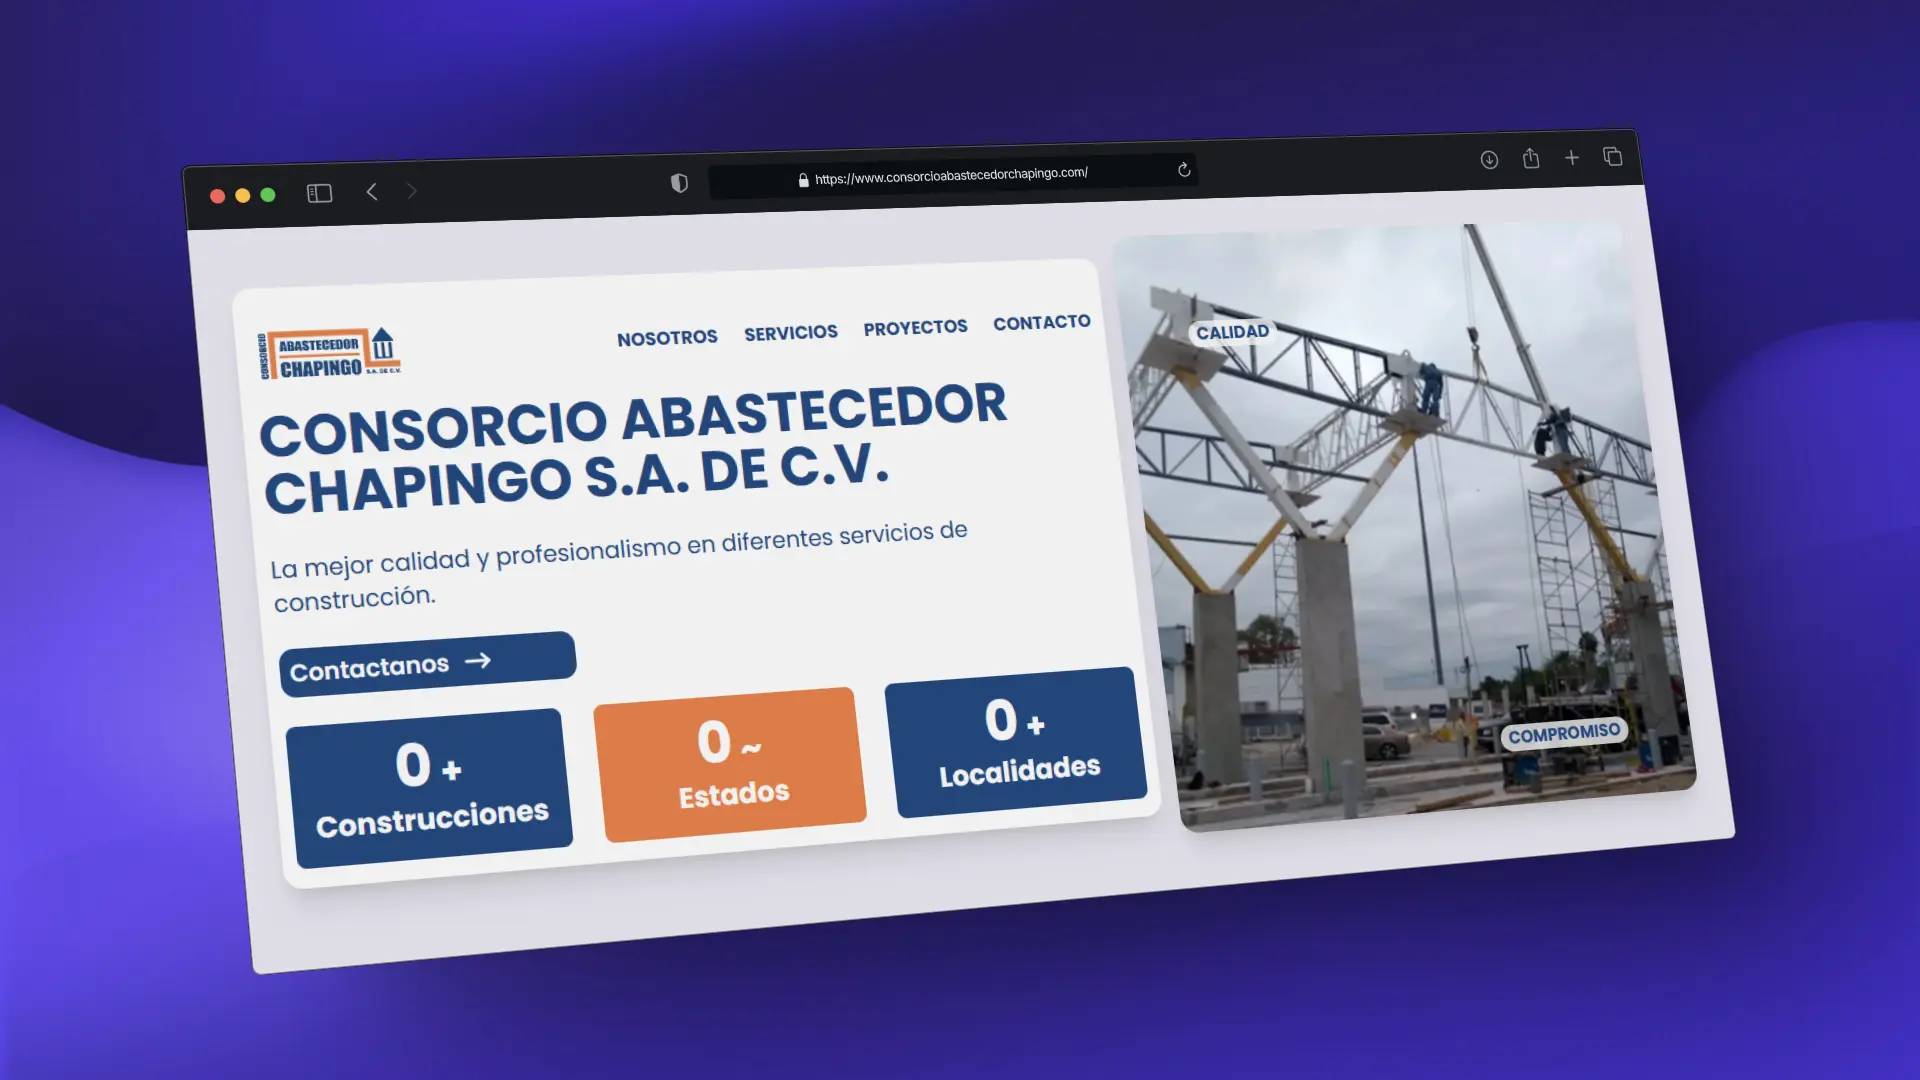 https://www.consorcioabastecedorchapingo.com/
CONSORCIO
ABASTECEDOR
CHAPINGO S.A. DE C.V.
NOSOTROS SERVICIOS PROYECTOS CONTACTO
CONSORCIO ABASTECEDOR
CHAPINGO S.A. DE C.V.
La mejor calidad y profesionalismo en diferentes servicios de
construcción.
Contactanos →
0 +
Construcciones
0 ~
Estados
0 +
Localidades
CALIDAD
COMPROMISO